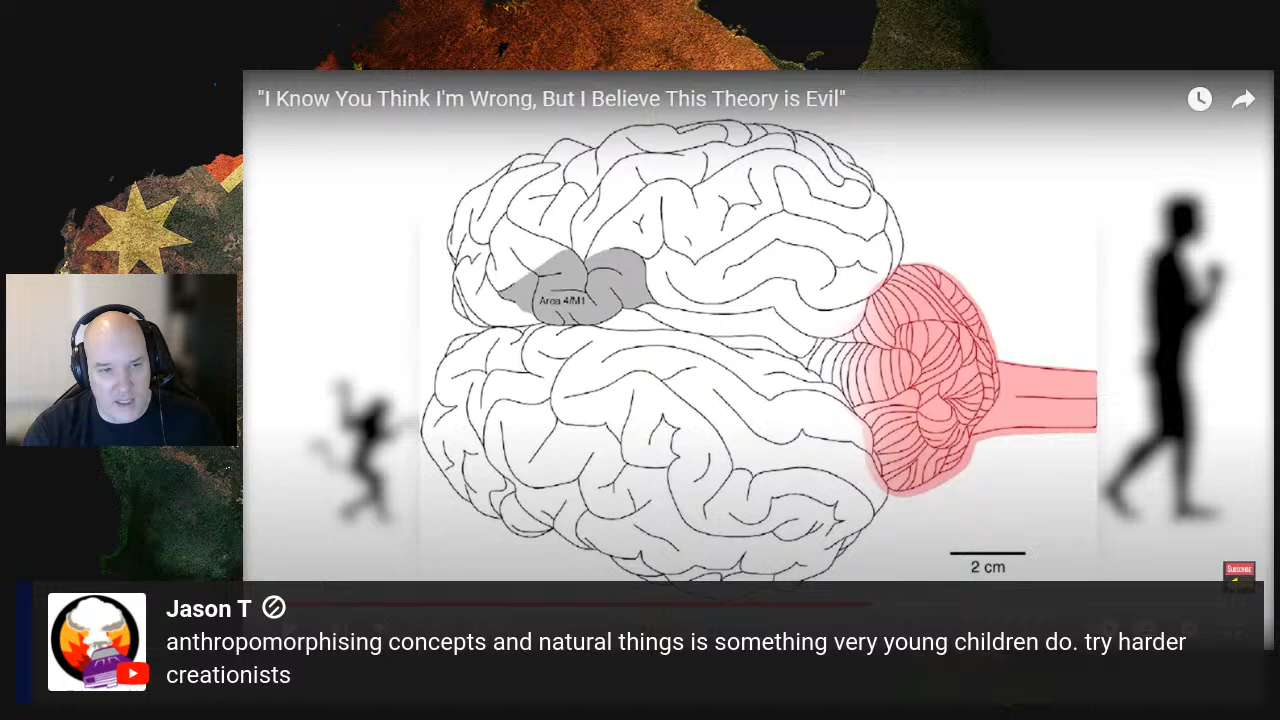 "I Know You Think I'm Wrong, But I Believe This Theory is Evil"
Area 4/M1
2 cm
SUBSCRIBE
Jason T
anthropomorphising concepts and natural things is something very young children do. try harder
creationists